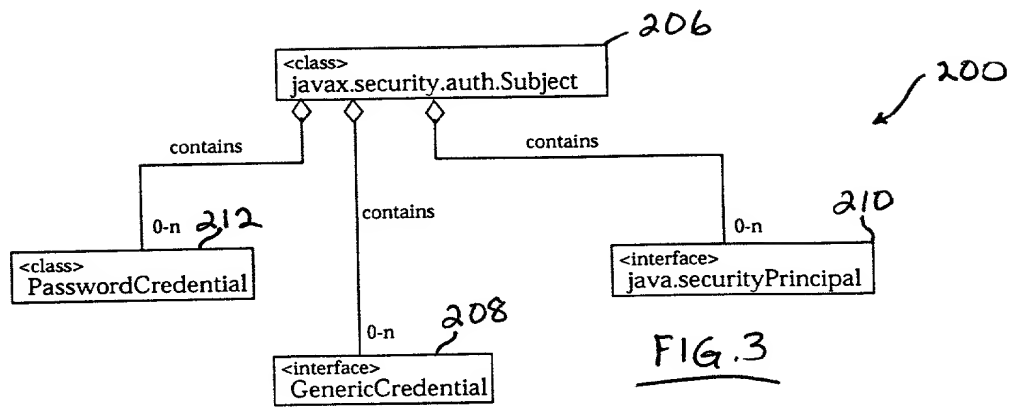 206
<class>
javax.security.auth.Subject
200
contains
contains
contains
0-n
212
<class>
PasswordCredential
210
0-n
<interface>
java.securityPrincipal
0-n
208
<interface>
GenericCredential
FIG.3